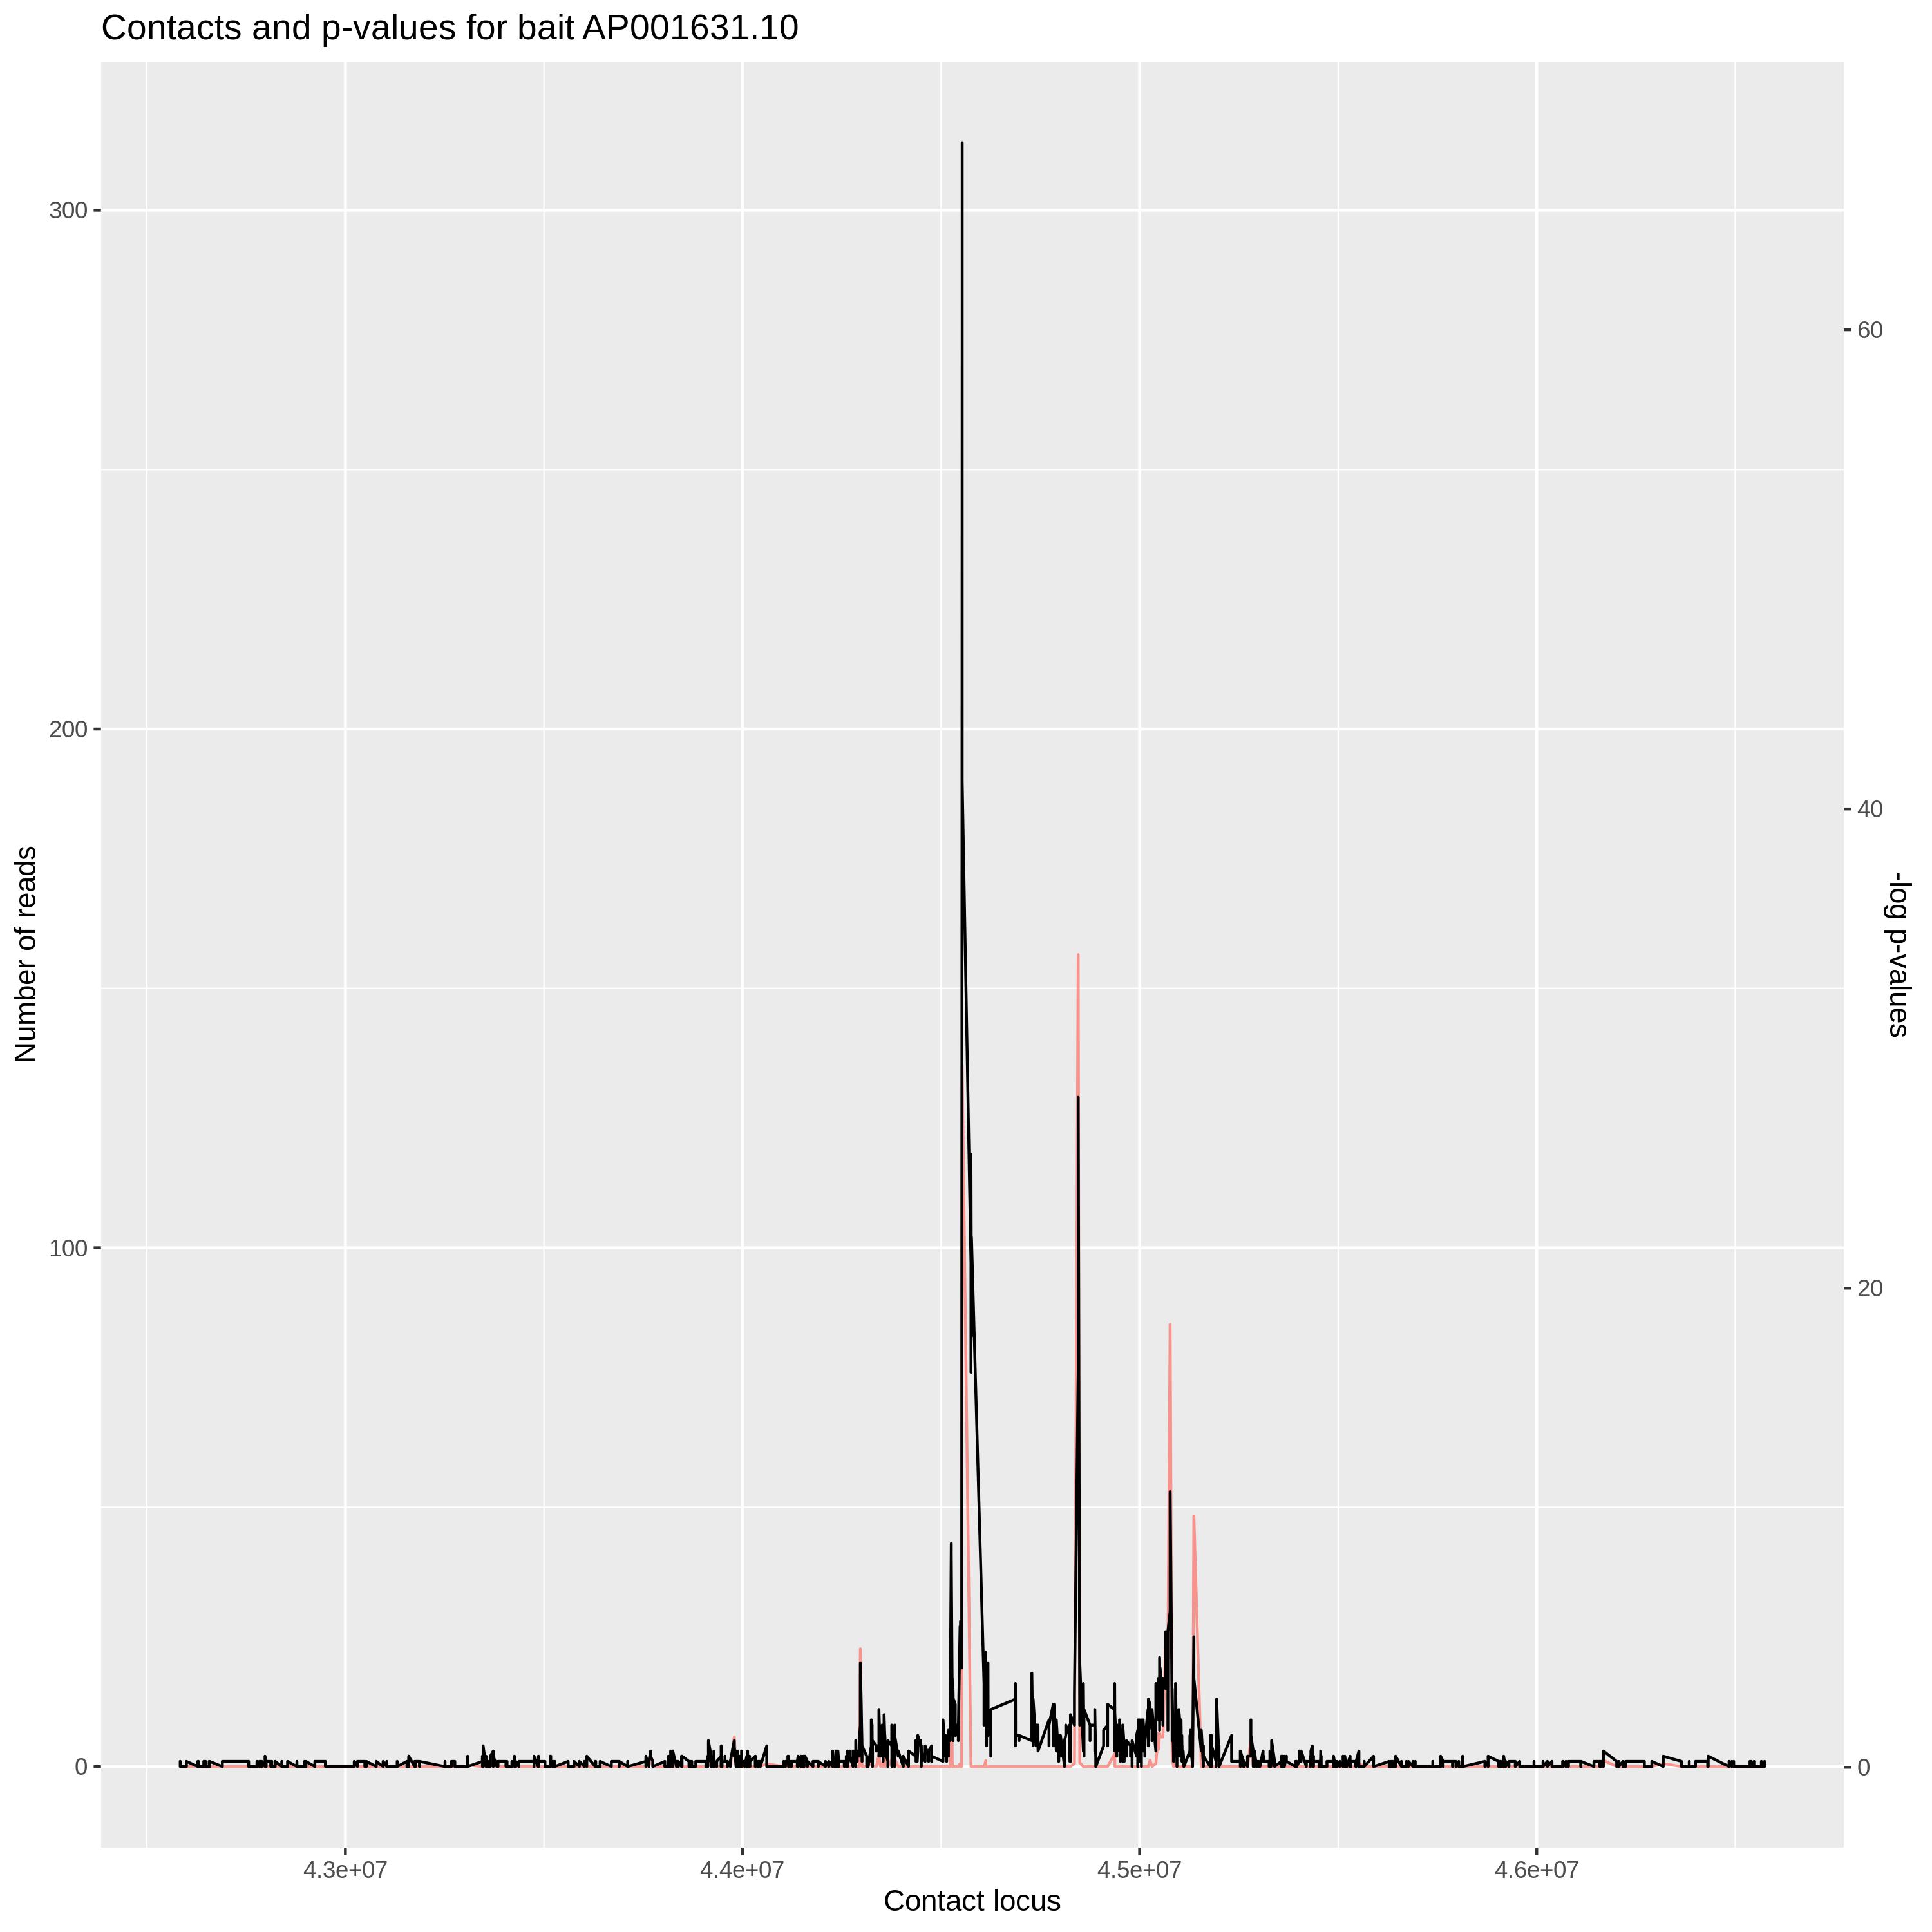 Contacts and p-values for bait AP001631.10
300
200
100
0
60
40
20
0
Number of reads
-log p-values
4.3e+07
4.4e+07
4.5e+07
4.6e+07
Contact locus